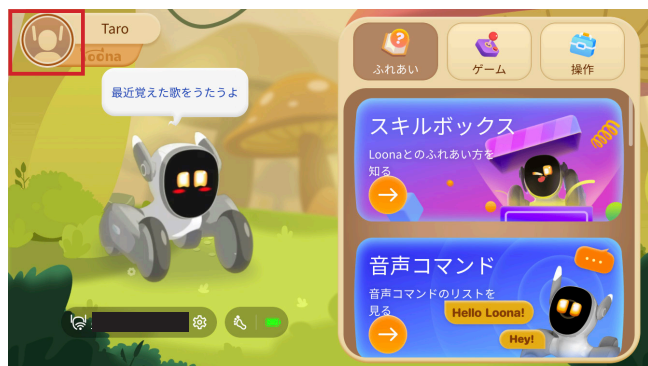 Taro
Loona
最近覚えた歌をうたうよ
ふれあい
ゲーム
操作
スキルボックス
Loonaとのふれあい方を
知る
音声コマンド
音声コマンドのリストを
見る
Hello Loona!
Hey!